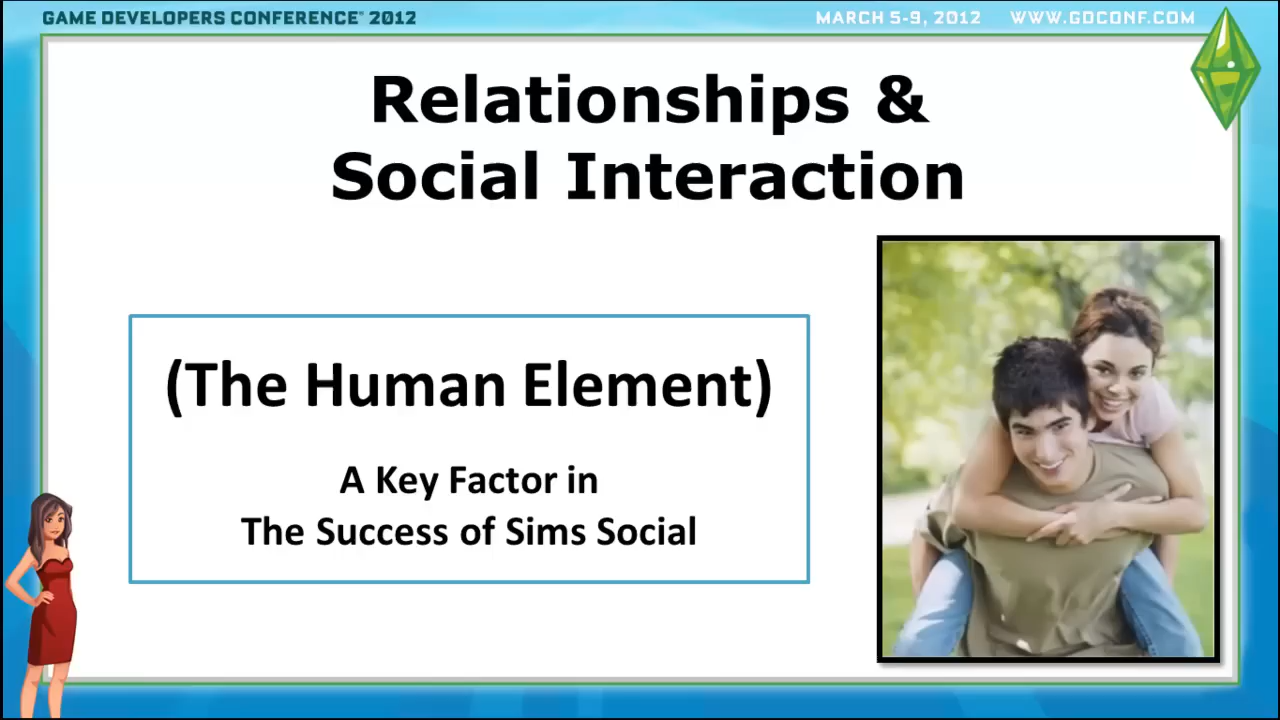 GAME DEVELOPERS CONFERENCE® 2012
MARCH 5-9, 2012 WWW.GDCONF.COM
Relationships &
Social Interaction
(The Human Element)
A Key Factor in
The Success of Sims Social